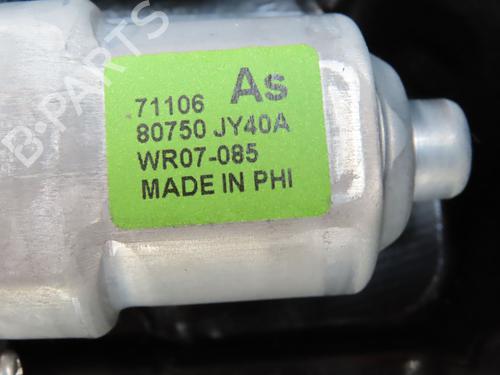 71106 As
80750 JY40A
WR07-085
MADE IN PHI
B-PARTS